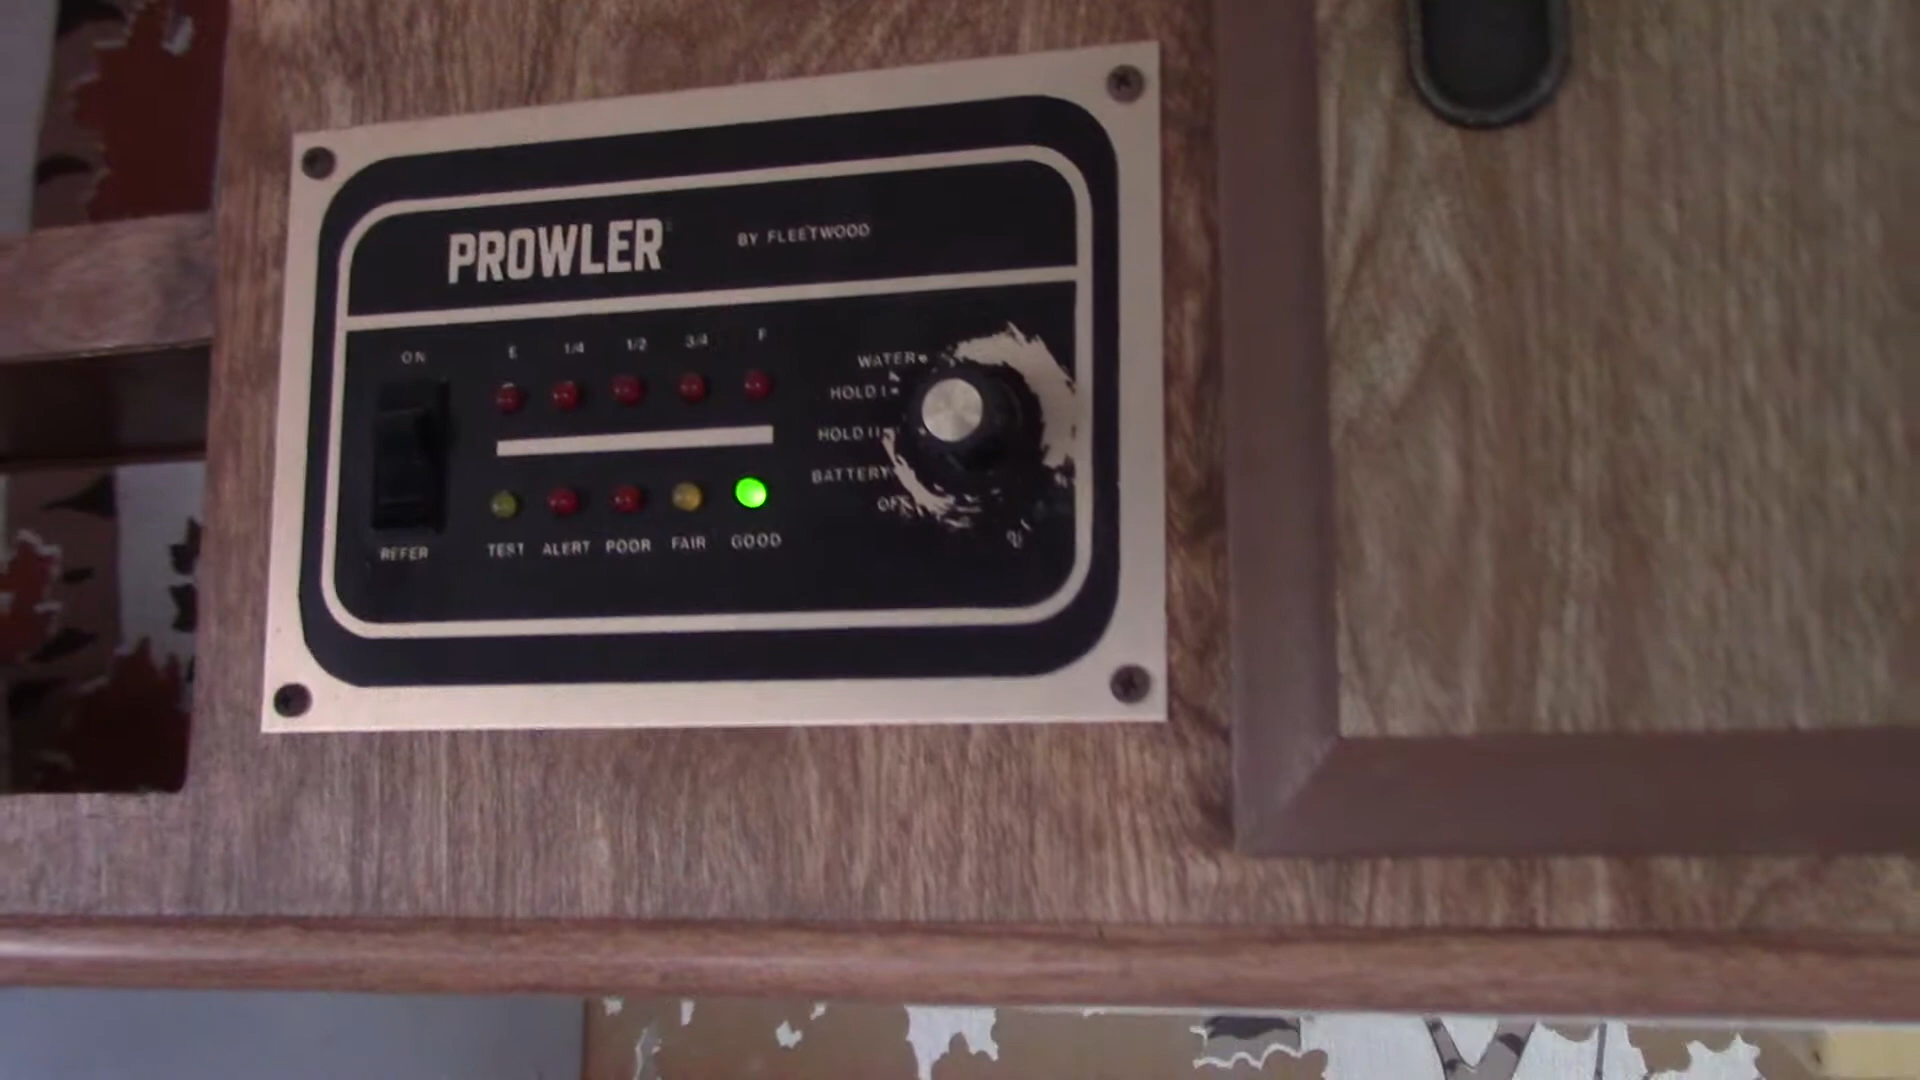 PROWLER BY FLEETWOOD
ON E 1/4 1/2 3/4 F
WATER
HOLD I
HOLD II
BATTERY
OFF
REFER TEST ALERT POOR FAIR GOOD